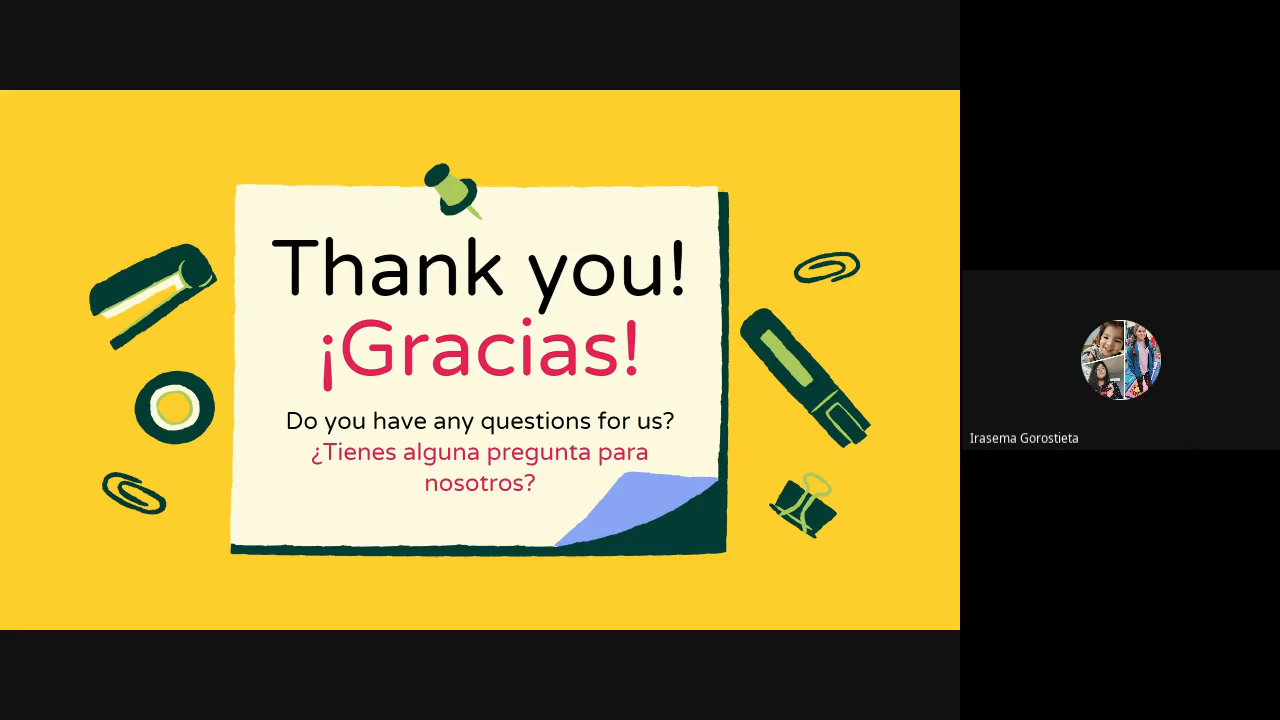 Thank you!
¡Gracias!
Do you have any questions for us?
¿Tienes alguna pregunta para
nosotros?
Irasema Gorostieta